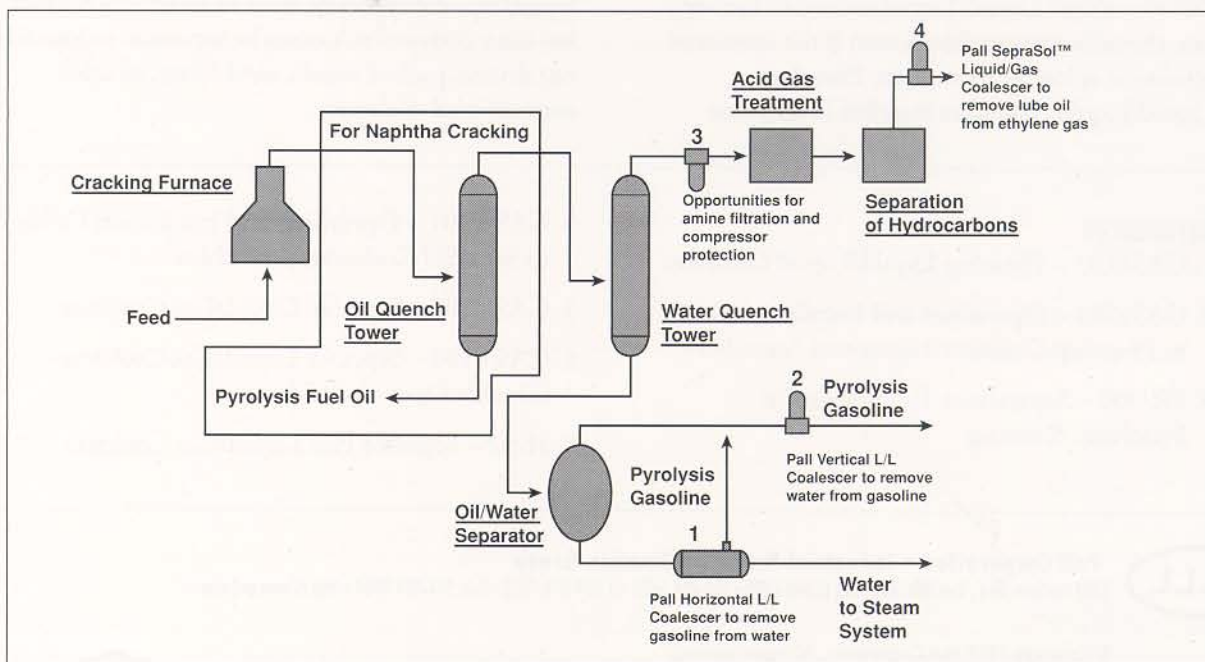 4
Pall SepraSol™
Liquid/Gas
Coalescer to
remove lube oil
from ethylene gas
Acid Gas
Treatment
For Naphtha Cracking
3
Cracking Furnace
Opportunities for
amine filtration and
compressor
protection
Separation
of Hydrocarbons
Feed
Oil Quench
Tower
Water Quench
Tower
Pyrolysis Fuel Oil
2
Pyrolysis
Gasoline
Pall Vertical L/L
Coalescer to remove
water from gasoline
Pyrolysis
Gasoline
Oil/Water
Separator
1
Pall Horizontal L/L
Coalescer to remove
gasoline from water
Water
to Steam
System